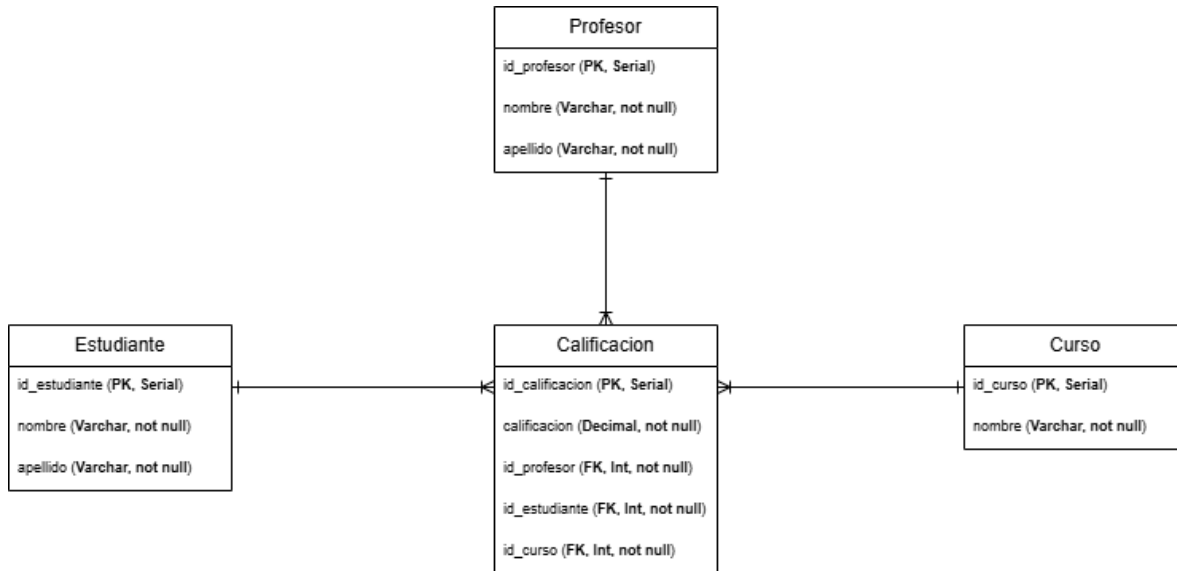 Profesor
id_profesor (PK, Serial)
nombre (Varchar, not null)
apellido (Varchar, not null)
Estudiante
id_estudiante (PK, Serial)
nombre (Varchar, not null)
apellido (Varchar, not null)
Calificacion
id_calificacion (PK, Serial)
calificacion (Decimal, not null)
id_profesor (FK, Int, not null)
id_estudiante (FK, Int, not null)
id_curso (FK, Int, not null)
Curso
id_curso (PK, Serial)
nombre (Varchar, not null)